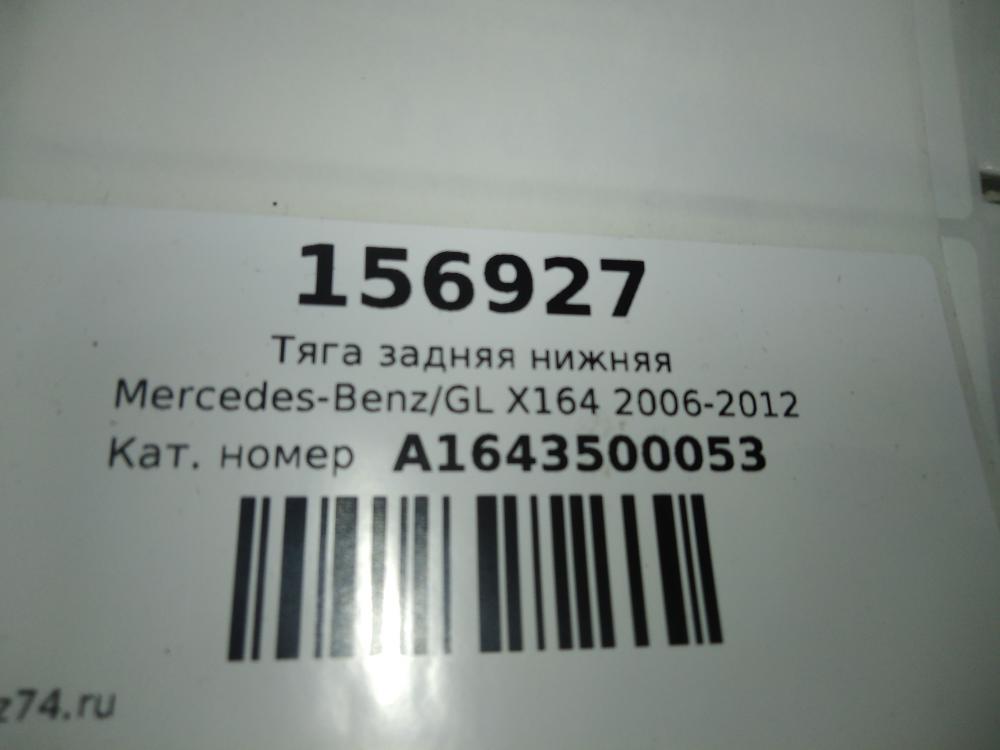 156927
Тяга задняя нижняя
Mercedes-Benz/GL X164 2006-2012
Кат. номер A1643500053
z74.ru